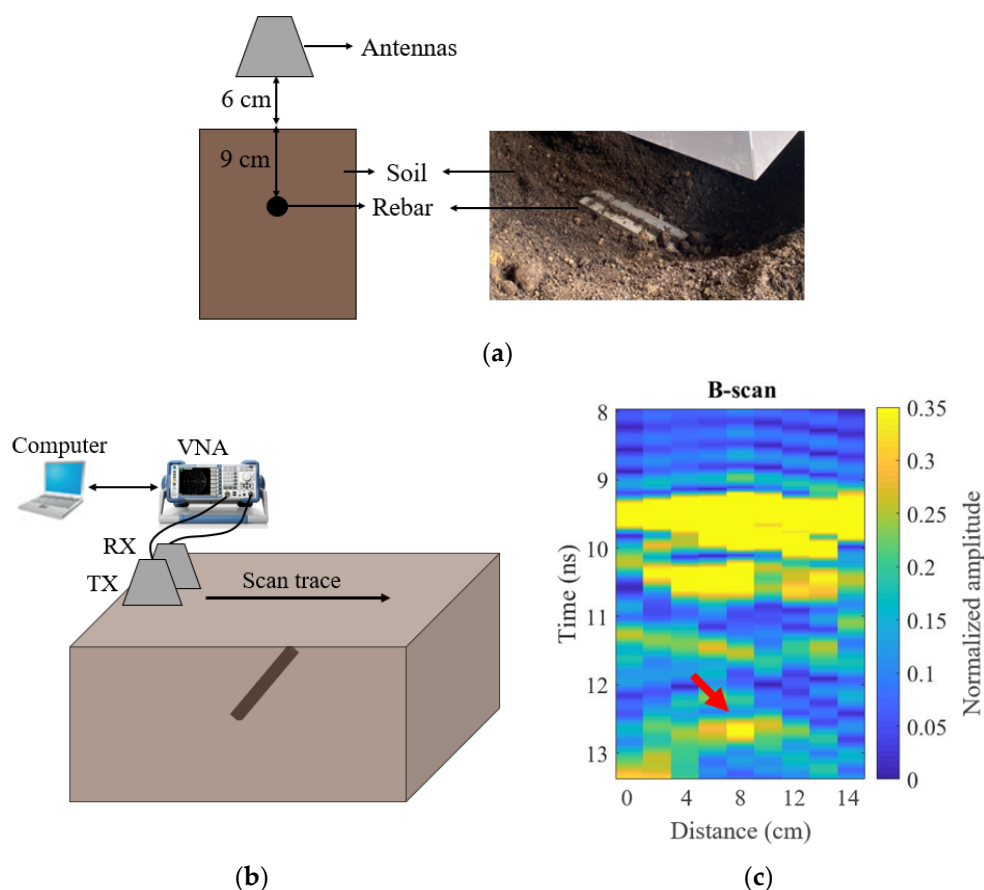 Antennas
6 cm
9 cm
Soil
Rebar
(a)
Computer
VNA
RX
TX
Scan trace
(b)
B-scan
8
9
10
11
12
13
Time (ns)
0 4 8 12 14
Distance (cm)
0.35
0.3
0.25
0.2
0.15
0.1
0.05
0
Normalized amplitude
(c)